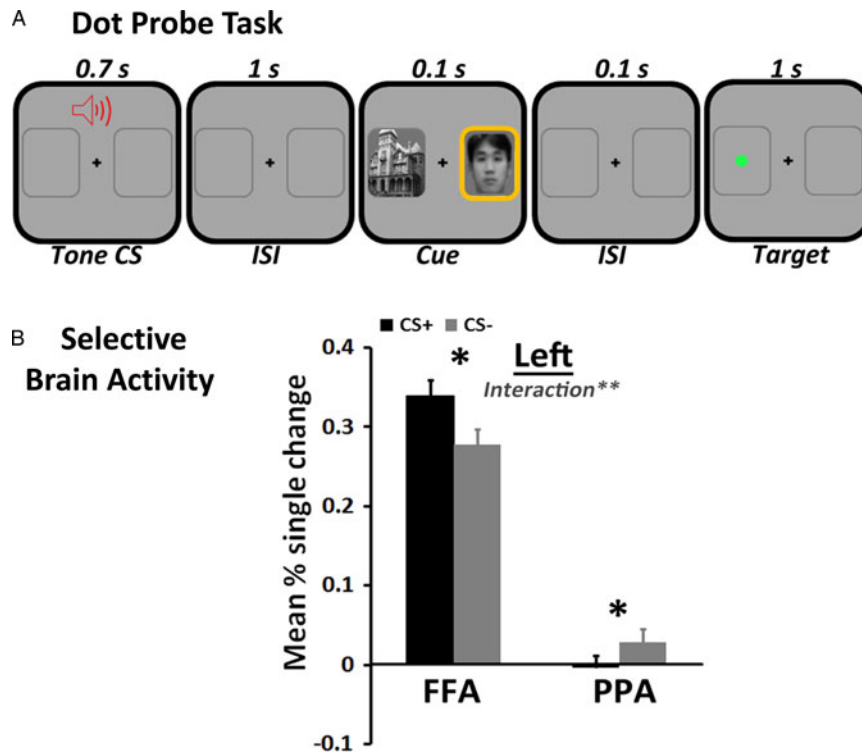 A Dot Probe Task
0.7 s 1 s 0.1 s 0.1 s 1 s
Tone CS ISI Cue ISI Target
B Selective
Brain Activity
CS+ CS-
Left
Interaction**
*
*
Mean % single change
0.4
0.3
0.2
0.1
0
-0.1
FFA PPA